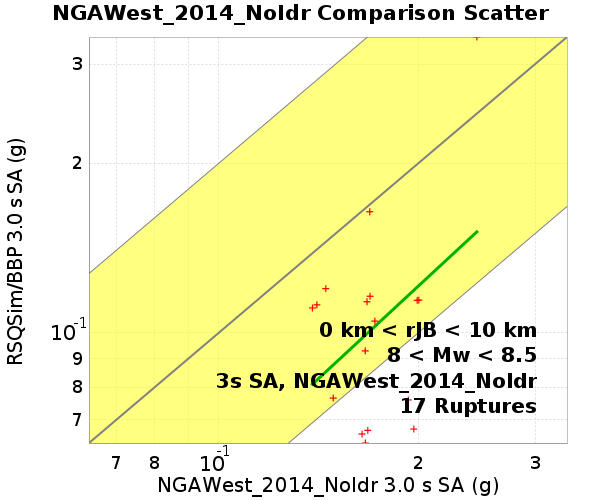 NGAWest_2014_NoIdr Comparison Scatter
RSQSim/BBP 3.0 s SA (g)
3
2
10-1
9
8
7
0 km < rJB < 10 km
8 < Mw < 8.5
3s SA, NGAWest_2014_NoIdr
17 Ruptures
7 8 10-1 2 3
NGAWest_2014_NoIdr 3.0 s SA (g)